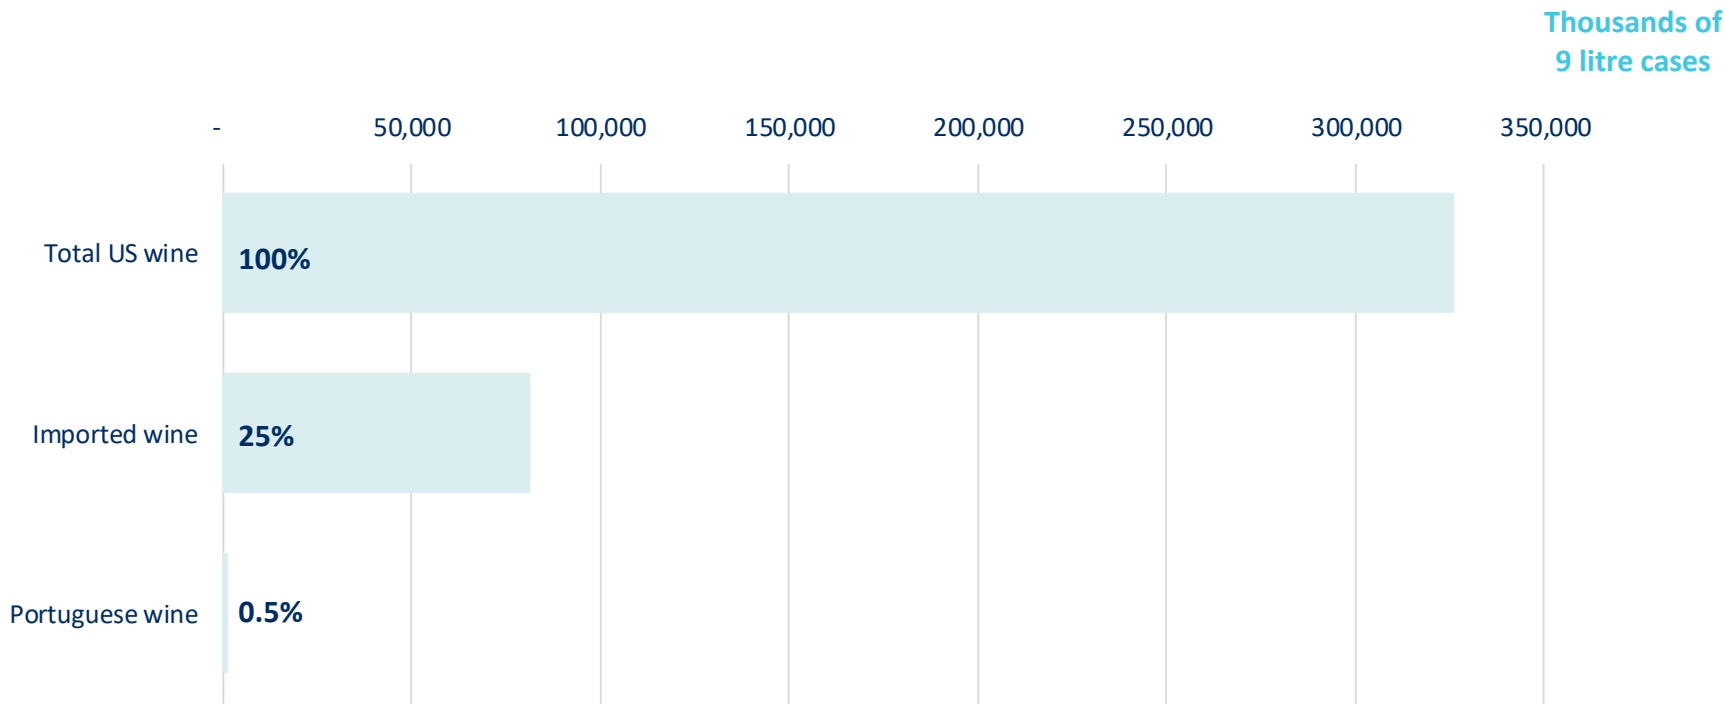 Thousands of
9 litre cases
- 50,000 100,000 150,000 200,000 250,000 300,000 350,000
Total US wine 100%
Imported wine 25%
Portuguese wine 0.5%